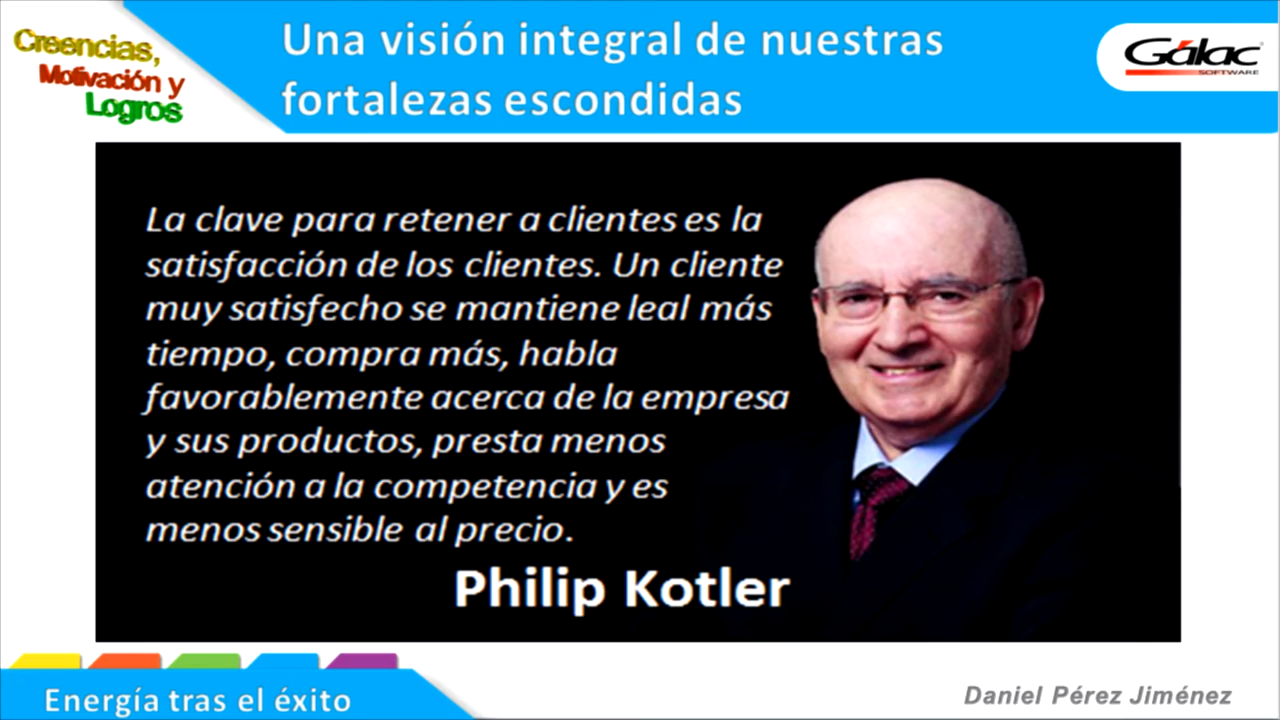 Creencias,
Motivación y
Logros
Una visión integral de nuestras
fortalezas escondidas
Gálac
SOFTWARE
La clave para retener a clientes es la
satisfacción de los clientes. Un cliente
muy satisfecho se mantiene leal más
tiempo, compra más, habla
favorablemente acerca de la empresa
y sus productos, presta menos
atención a la competencia y es
menos sensible al precio.
Philip Kotler
Energía tras el éxito
Daniel Pérez Jiménez